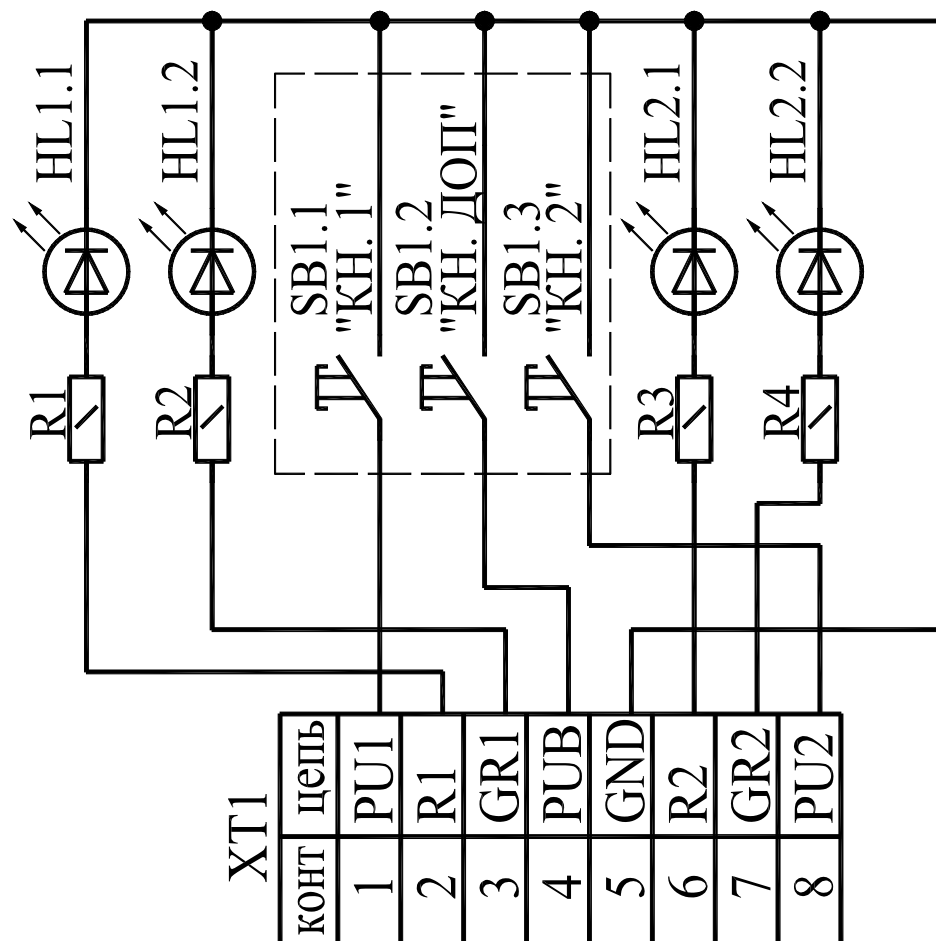 HL1.1
HL1.2
SB1.1
"КН. 1"
SB1.2
"КН. ДОП"
SB1.3
"КН. 2"
HL2.1
HL2.2
R1
R2
R3
R4
XT1
цепь
PU1
R1
GR1
PUB
GND
R2
GR2
PU2
конт
1
2
3
4
5
6
7
8